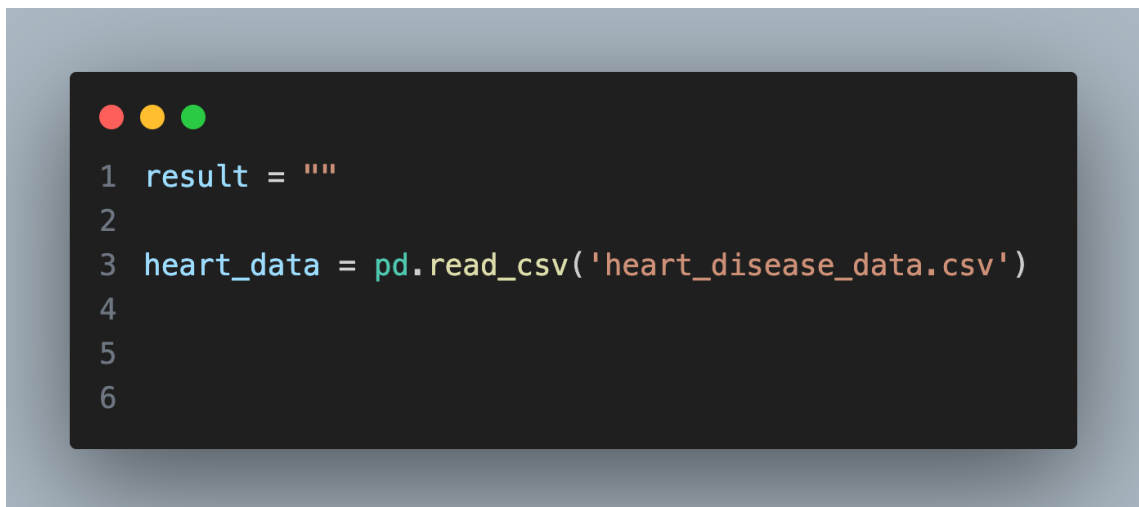 1 result = ""
2
3 heart_data = pd.read_csv('heart_disease_data.csv')
4
5
6